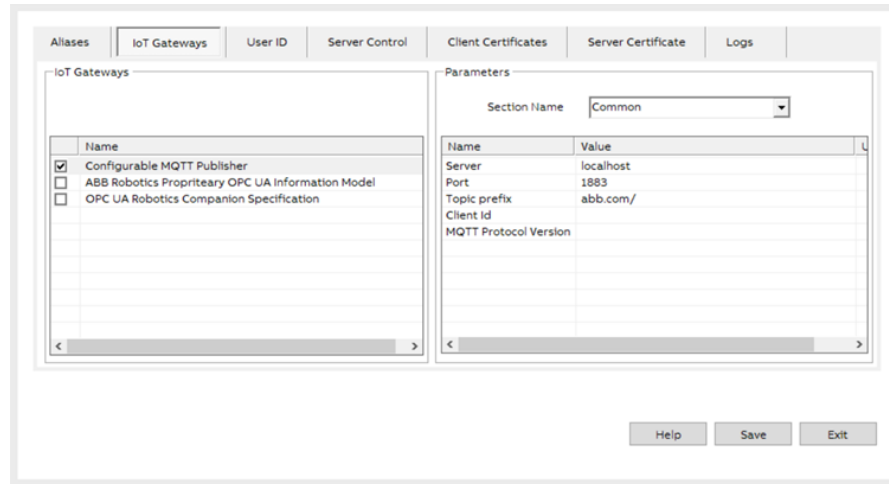 Aliases IoT Gateways User ID Server Control Client Certificates Server Certificate Logs
IoT Gateways
Name
Configurable MQTT Publisher
ABB Robotics Propriteary OPC UA Information Model
OPC UA Robotics Companion Specification
Parameters
Section Name Common
Name Value U
Server localhost
Port 1883
Topic prefix abb.com/
Client Id
MQTT Protocol Version
Help Save Exit